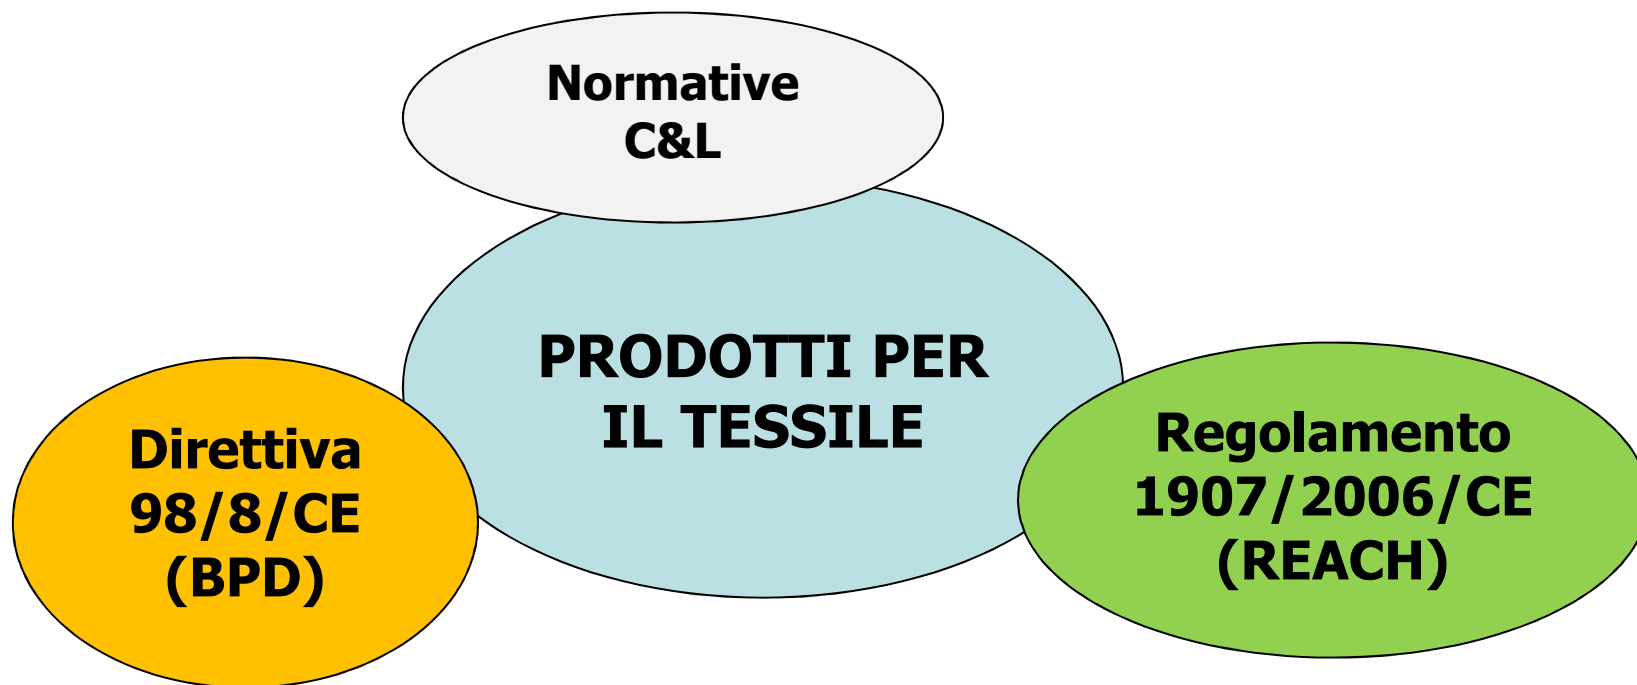 Normative
C&L
PRODOTTI PER
IL TESSILE
Direttiva
98/8/CE
(BPD)
Regolamento
1907/2006/CE
(REACH)